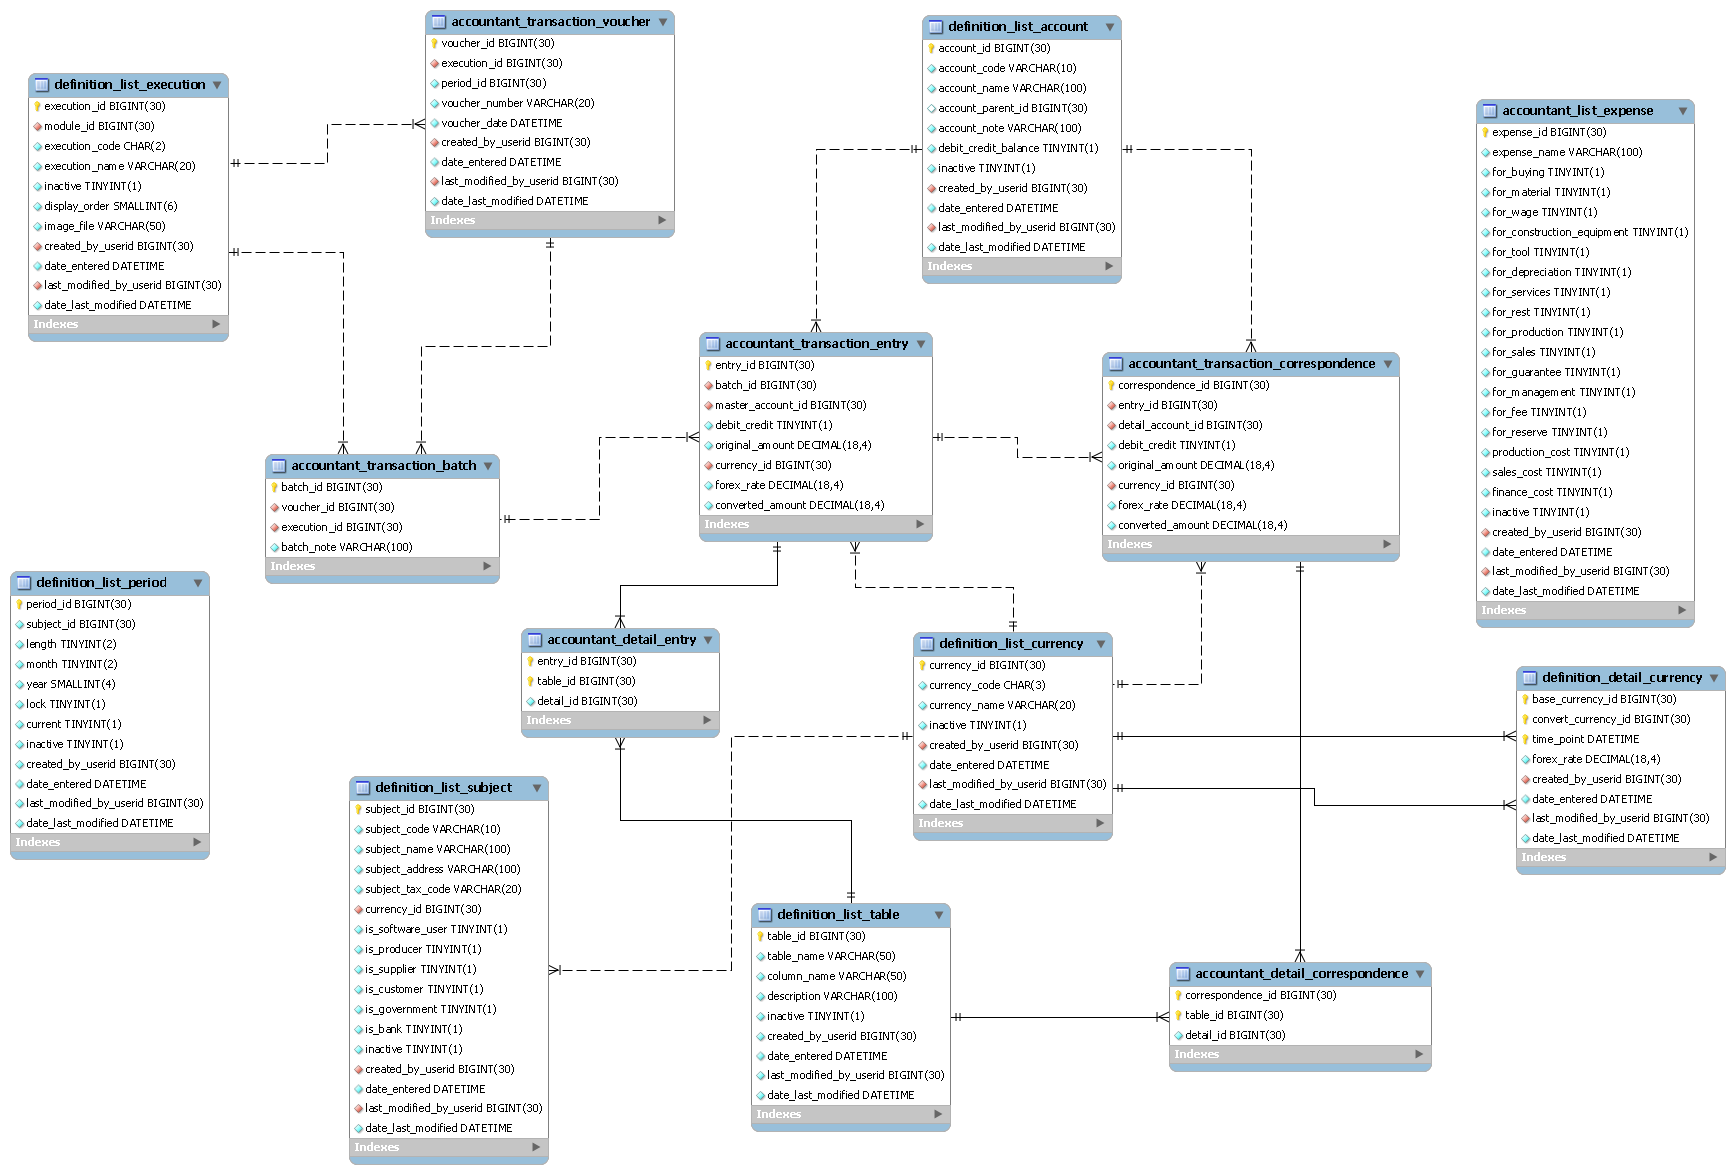 accountant_transaction_voucher
voucher_id BIGINT(30)
execution_id BIGINT(30)
period_id BIGINT(30)
voucher_number VARCHAR(20)
voucher_date DATETIME
created_by_userid BIGINT(30)
date_entered DATETIME
last_modified_by_userid BIGINT(30)
date_last_modified DATETIME
Indexes
definition_list_account
account_id BIGINT(30)
account_code VARCHAR(10)
account_name VARCHAR(100)
account_parent_id BIGINT(30)
account_note VARCHAR(100)
debit_credit_balance TINYINT(1)
inactive TINYINT(1)
created_by_userid BIGINT(30)
date_entered DATETIME
last_modified_by_userid BIGINT(30)
date_last_modified DATETIME
Indexes
definition_list_execution
execution_id BIGINT(30)
module_id BIGINT(30)
execution_code CHAR(2)
execution_name VARCHAR(20)
inactive TINYINT(1)
display_order SMALLINT(6)
image_file VARCHAR(50)
created_by_userid BIGINT(30)
date_entered DATETIME
last_modified_by_userid BIGINT(30)
date_last_modified DATETIME
Indexes
accountant_list_expense
expense_id BIGINT(30)
expense_name VARCHAR(100)
for_buying TINYINT(1)
for_material TINYINT(1)
for_wage TINYINT(1)
for_construction_equipment TINYINT(1)
for_tool TINYINT(1)
for_depreciation TINYINT(1)
for_services TINYINT(1)
for_rest TINYINT(1)
for_production TINYINT(1)
for_sales TINYINT(1)
for_guarantee TINYINT(1)
for_management TINYINT(1)
for_fee TINYINT(1)
for_reserve TINYINT(1)
production_cost TINYINT(1)
sales_cost TINYINT(1)
finance_cost TINYINT(1)
inactive TINYINT(1)
created_by_userid BIGINT(30)
date_entered DATETIME
last_modified_by_userid BIGINT(30)
date_last_modified DATETIME
Indexes
accountant_transaction_entry
entry_id BIGINT(30)
batch_id BIGINT(30)
master_account_id BIGINT(30)
debit_credit TINYINT(1)
original_amount DECIMAL(18,4)
currency_id BIGINT(30)
forex_rate DECIMAL(18,4)
converted_amount DECIMAL(18,4)
Indexes
accountant_transaction_correspondence
correspondence_id BIGINT(30)
entry_id BIGINT(30)
detail_account_id BIGINT(30)
debit_credit TINYINT(1)
original_amount DECIMAL(18,4)
currency_id BIGINT(30)
forex_rate DECIMAL(18,4)
converted_amount DECIMAL(18,4)
Indexes
accountant_transaction_batch
batch_id BIGINT(30)
voucher_id BIGINT(30)
execution_id BIGINT(30)
batch_note VARCHAR(100)
Indexes
definition_list_period
period_id BIGINT(30)
subject_id BIGINT(30)
length TINYINT(2)
month TINYINT(2)
year SMALLINT(4)
lock TINYINT(1)
current TINYINT(1)
inactive TINYINT(1)
created_by_userid BIGINT(30)
date_entered DATETIME
last_modified_by_userid BIGINT(30)
date_last_modified DATETIME
Indexes
accountant_detail_entry
entry_id BIGINT(30)
table_id BIGINT(30)
detail_id BIGINT(30)
Indexes
definition_list_currency
currency_id BIGINT(30)
currency_code CHAR(3)
currency_name VARCHAR(20)
inactive TINYINT(1)
created_by_userid BIGINT(30)
date_entered DATETIME
last_modified_by_userid BIGINT(30)
date_last_modified DATETIME
Indexes
definition_detail_currency
base_currency_id BIGINT(30)
convert_currency_id BIGINT(30)
time_point DATETIME
forex_rate DECIMAL(18,4)
created_by_userid BIGINT(30)
date_entered DATETIME
last_modified_by_userid BIGINT(30)
date_last_modified DATETIME
Indexes
definition_list_subject
subject_id BIGINT(30)
subject_code VARCHAR(10)
subject_name VARCHAR(100)
subject_address VARCHAR(100)
subject_tax_code VARCHAR(20)
currency_id BIGINT(30)
is_software_user TINYINT(1)
is_producer TINYINT(1)
is_supplier TINYINT(1)
is_customer TINYINT(1)
is_government TINYINT(1)
is_bank TINYINT(1)
inactive TINYINT(1)
created_by_userid BIGINT(30)
date_entered DATETIME
last_modified_by_userid BIGINT(30)
date_last_modified DATETIME
Indexes
definition_list_table
table_id BIGINT(30)
table_name VARCHAR(50)
column_name VARCHAR(50)
description VARCHAR(100)
inactive TINYINT(1)
created_by_userid BIGINT(30)
date_entered DATETIME
last_modified_by_userid BIGINT(30)
date_last_modified DATETIME
Indexes
accountant_detail_correspondence
correspondence_id BIGINT(30)
table_id BIGINT(30)
detail_id BIGINT(30)
Indexes